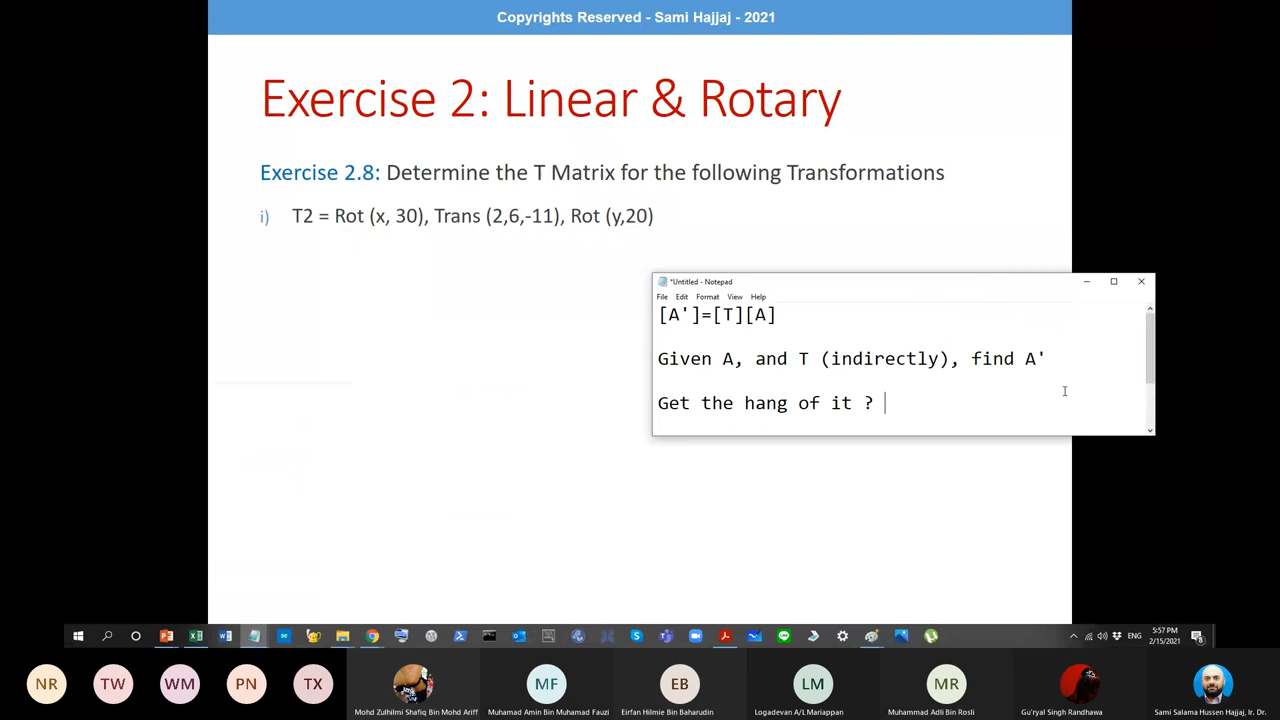 Copyrights Reserved - Sami Hajjaj - 2021
Exercise 2: Linear & Rotary
Exercise 2.8: Determine the T Matrix for the following Transformations
i) T2 = Rot (x, 30), Trans (2,6,-11), Rot (y,20)
*Untitled - Notepad
File Edit Format View Help
[A']=[T][A]
Given A, and T (indirectly), find A'
Get the hang of it ?
ENG
5:57 PM
2/15/2021
NR TW WM PN TX MF EB LM MR
Mohd Zulhilmi Shafiq Bin Mohd Ariff Muhamad Amin Bin Muhamad Fauzi Eirfan Hilmie Bin Baharudin Logadevan A/L Mariappan Muhammad Adli Bin Rosli Gu'ryal Singh Randhawa Sami Salama Hussen Hajjaj, Ir. Dr.